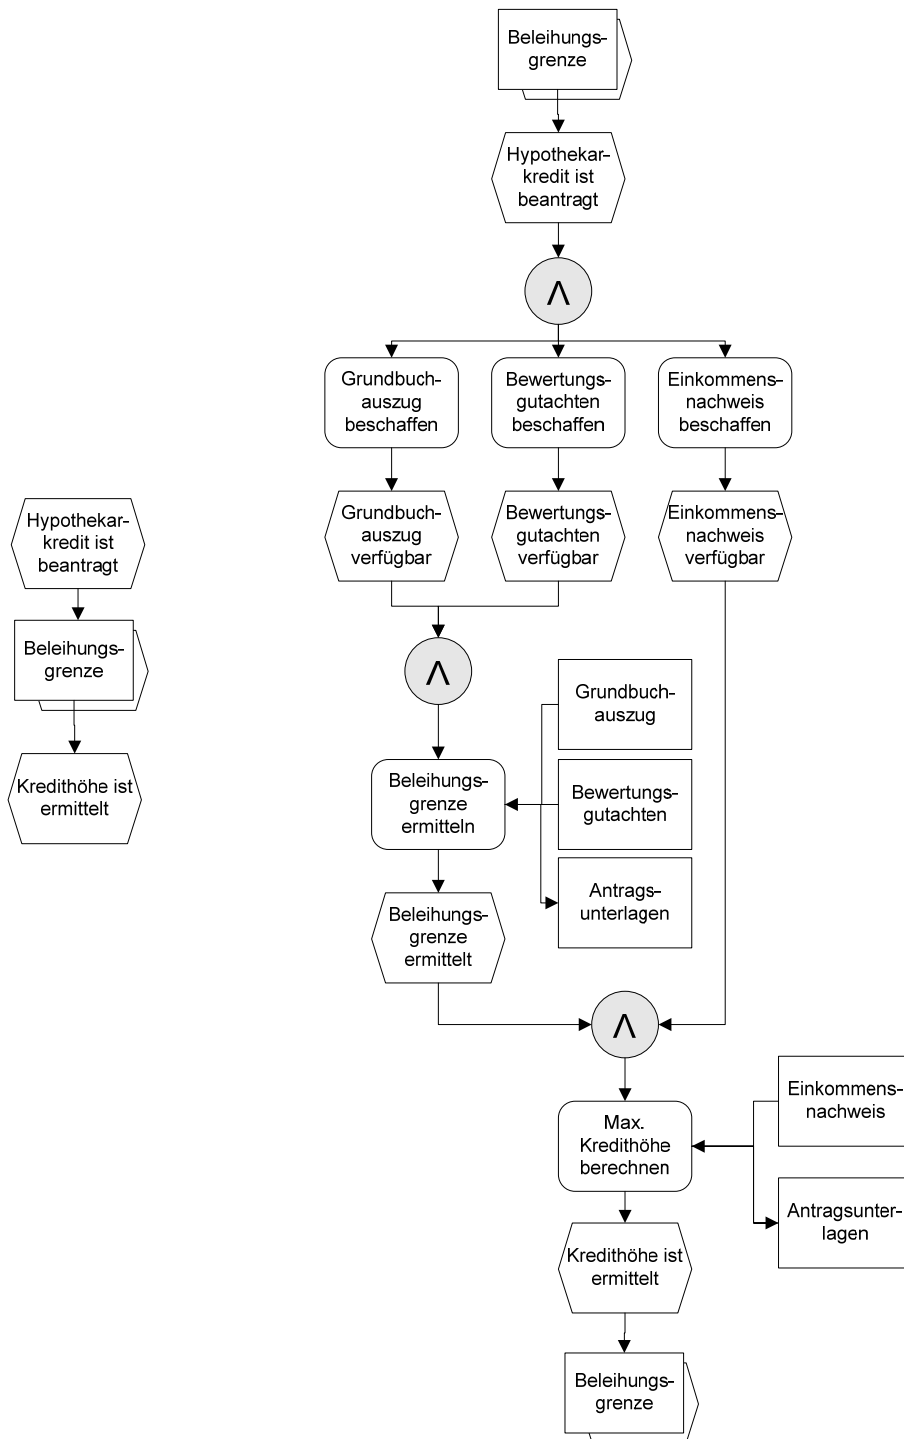 Beleihungs-
grenze
Hypothekar-
kredit ist
beantragt
Λ
Grundbuch-
auszug
beschaffen
Bewertungs-
gutachten
beschaffen
Einkommens-
nachweis
beschaffen
Grundbuch-
auszug
verfügbar
Bewertungs-
gutachten
verfügbar
Einkommens-
nachweis
verfügbar
Hypothekar-
kredit ist
beantragt
Beleihungs-
grenze
Kredithöhe ist
ermittelt
Λ
Grundbuch-
auszug
Beleihungs-
grenze
ermitteln
Bewertungs-
gutachten
Antrags-
unterlagen
Beleihungs-
grenze
ermittelt
Λ
Einkommens-
nachweis
Max.
Kredithöhe
berechnen
Antragsunter-
lagen
Kredithöhe ist
ermittelt
Beleihungs-
grenze